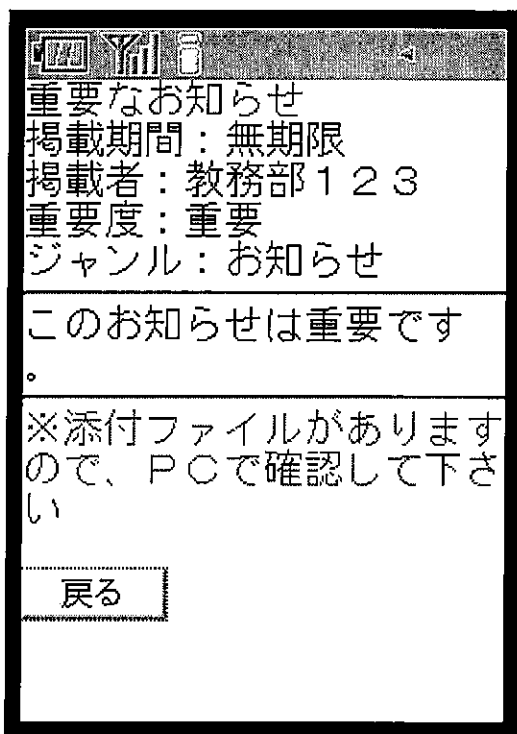 重要なお知らせ
掲載期間：無期限
掲載者：教務部１２３
重要度：重要
ジャンル：お知らせ
このお知らせは重要です
。
※添付ファイルがあります
ので、ＰＣで確認して下さ
い
戻る